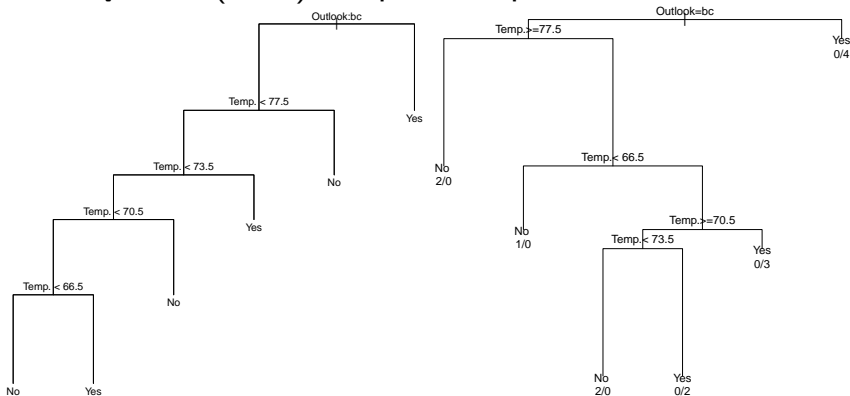 Outlook:bc
Temp. < 77.5
Yes
Temp. < 73.5
No
Temp. < 70.5
Yes
Temp. < 66.5
No
No
Yes
Outlook=bc
Temp.>=77.5
Yes
0/4
Temp.< 66.5
No
2/0
Temp.>=70.5
No
1/0
Temp.< 73.5
Yes
0/3
No
2/0
Yes
0/2